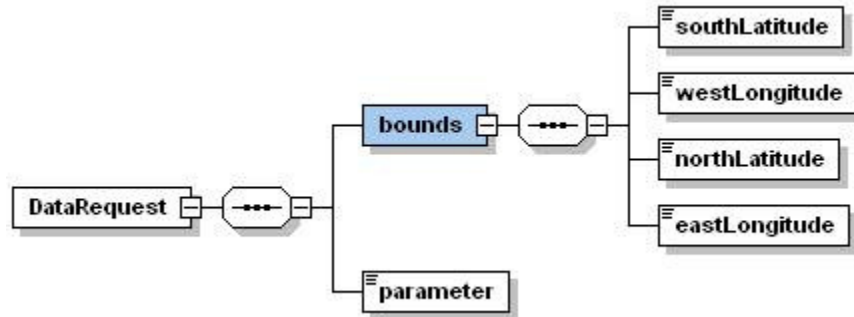 southLatitude
westLongitude
bounds
northLatitude
DataRequest
eastLongitude
parameter